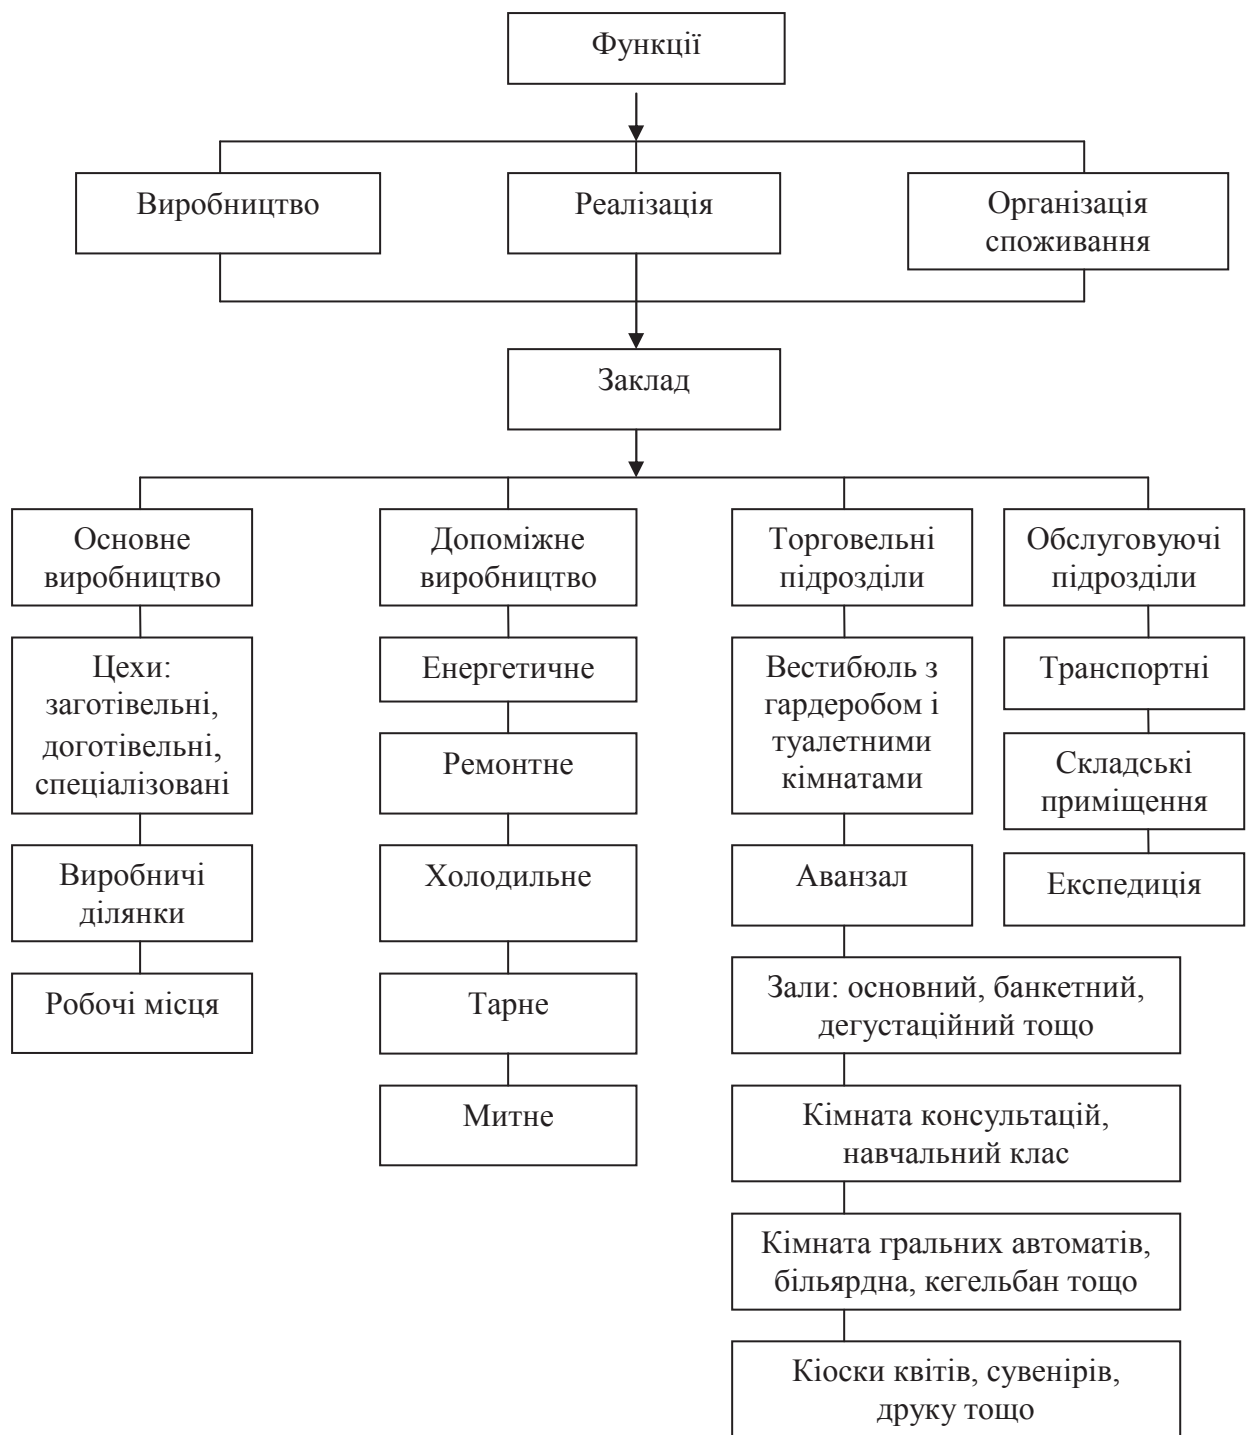 Функції
Виробництво
Реалізація
Організація
споживання
Заклад
Основне
виробництво
Допоміжне
виробництво
Торговельні
підрозділи
Обслуговуючі
підрозділи
Цехи:
заготівельні,
доготівельні,
спеціалізовані
Виробничі
ділянки
Робочі місця
Енергетичне
Ремонтне
Холодильне
Тарне
Митне
Вестибюль з
гардеробом і
туалетними
кімнатами
Аванзал
Зали: основний, банкетний,
дегустаційний тощо
Кімната консультацій,
навчальний клас
Кімната гральних автоматів,
більярдна, кегельбан тощо
Кіоски квітів, сувенірів,
друку тощо
Транспортні
Складські
приміщення
Експедиція